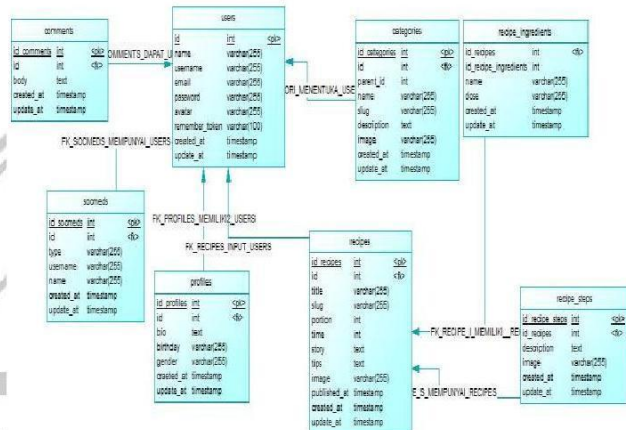 comments
id_comments int <pk>
id int <fk>
body text
created_at timestamp
update_at timestamp
OMMENTS_DAPAT_U
users
id int <pk>
name varchar(255)
username varchar(255)
email varchar(255)
password varchar(255)
avatar varchar(255)
remember_token varchar(100)
created_at timestamp
update_at timestamp
ORI_MENENTUKA_USE
categories
id_categories int <pk>
id int <fk>
parent_id int
name varchar(255)
slug varchar(255)
description text
image varchar(255)
created_at timestamp
update_at timestamp
recipe_ingredients
id_recipes int <fk>
id_recipe_ingredients int
name varchar(255)
dose varchar(255)
created_at timestamp
update_at timestamp
FK_SOOMEDS_MEMPUNYAI_USERS
soomeds
id_soomeds int <pk>
id int <fk>
type varchar(255)
username varchar(255)
name varchar(255)
created_at timestamp
update_at timestamp
FK_PROFILES_MEMILIKI2_USERS
FK_RECIPES_INPUT_USERS
profiles
id_profiles int <pk>
id int <fk>
bio text
birthday varchar(255)
gender varchar(255)
created_at timestamp
update_at timestamp
recipes
id_recipes int <pk>
id int <fk>
title varchar(255)
slug varchar(255)
portion int
time int
story text
tips text
image varchar(255)
published_at timestamp
created_at timestamp
update_at timestamp
FK_RECIPE_I_MEMILIKI__RE
E_S_MEMPUNYAI_RECIPES
recipe_steps
id_recipe_steps int <pk>
id_recipes int <fk>
description text
image varchar(255)
created_at timestamp
update_at timestamp